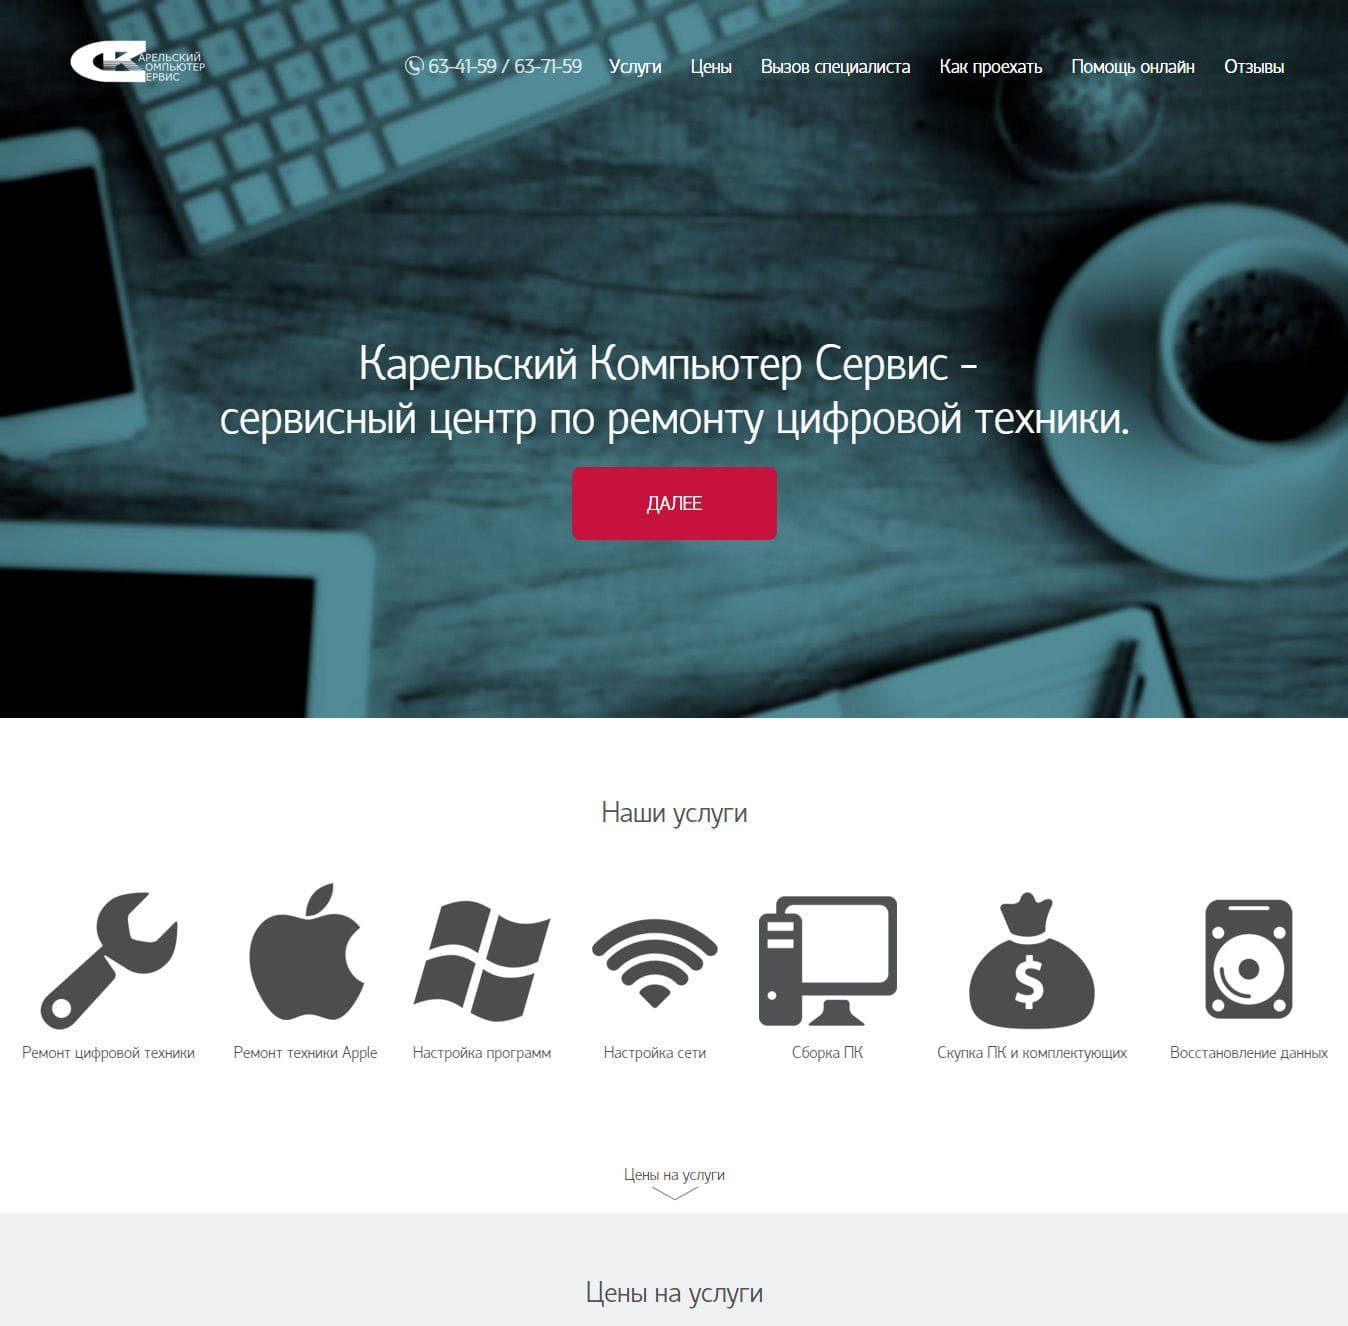 Карельский
Компьютер
Сервис
63-41-59 / 63-71-59 Услуги Цены Вызов специалиста Как проехать Помощь онлайн Отзывы
Карельский Компьютер Сервис -
сервисный центр по ремонту цифровой техники.
ДАЛЕЕ
Наши услуги
$
Ремонт цифровой техники Ремонт техники Apple Настройка программ Настройка сети Сборка ПК Скупка ПК и комплектующих Восстановление данных
Цены на услуги
Цены на услуги